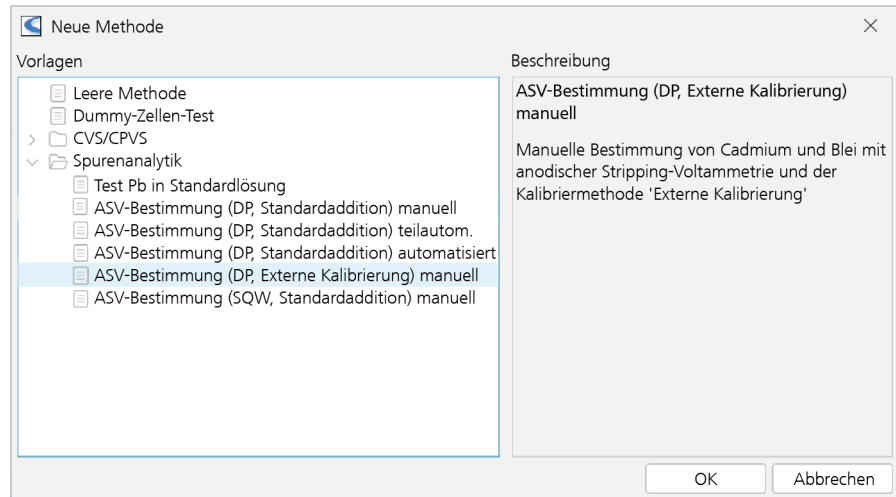 Neue Methode
Vorlagen
Leere Methode
Dummy-Zellen-Test
CVS/CPVS
Spurenanalytik
Test Pb in Standardlösung
ASV-Bestimmung (DP, Standardaddition) manuell
ASV-Bestimmung (DP, Standardaddition) teilautom.
ASV-Bestimmung (DP, Standardaddition) automatisiert
ASV-Bestimmung (DP, Externe Kalibrierung) manuell
ASV-Bestimmung (SQW, Standardaddition) manuell
Beschreibung
ASV-Bestimmung (DP, Externe Kalibrierung)
manuell
Manuelle Bestimmung von Cadmium und Blei mit
anodischer Stripping-Voltammetrie und der
Kalibriermethode 'Externe Kalibrierung'
OK
Abbrechen